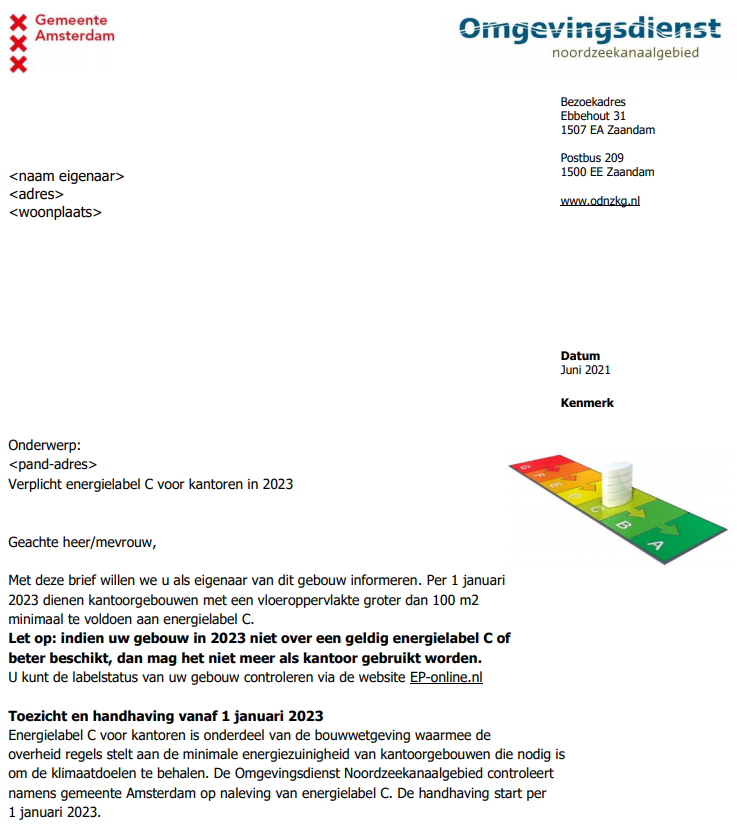 Gemeente
Amsterdam
Omgevingsdienst
noordzeekanaalgebied
Bezoekadres
Ebbehout 31
1507 EA Zaandam
Postbus 209
1500 EE Zaandam
www.odnzkg.nl
<naam eigenaar>
<adres>
<woonplaats>
Datum
Juni 2021
Kenmerk
Onderwerp:
<pand-adres>
Verplicht energielabel C voor kantoren in 2023
G
F
E
D
C
B
A
Geachte heer/mevrouw,
Met deze brief willen we u als eigenaar van dit gebouw informeren. Per 1 januari
2023 dienen kantoorgebouwen met een vloeroppervlakte groter dan 100 m2
minimaal te voldoen aan energielabel C.
Let op: indien uw gebouw in 2023 niet over een geldig energielabel C of
beter beschikt, dan mag het niet meer als kantoor gebruikt worden.
U kunt de labelstatus van uw gebouw controleren via de website EP-online.nl
Toezicht en handhaving vanaf 1 januari 2023
Energielabel C voor kantoren is onderdeel van de bouwwetgeving waarmee de
overheid regels stelt aan de minimale energiezuinigheid van kantoorgebouwen die nodig is
om de klimaatdoelen te behalen. De Omgevingsdienst Noordzeekanaalgebied controleert
namens gemeente Amsterdam op naleving van energielabel C. De handhaving start per
1 januari 2023.